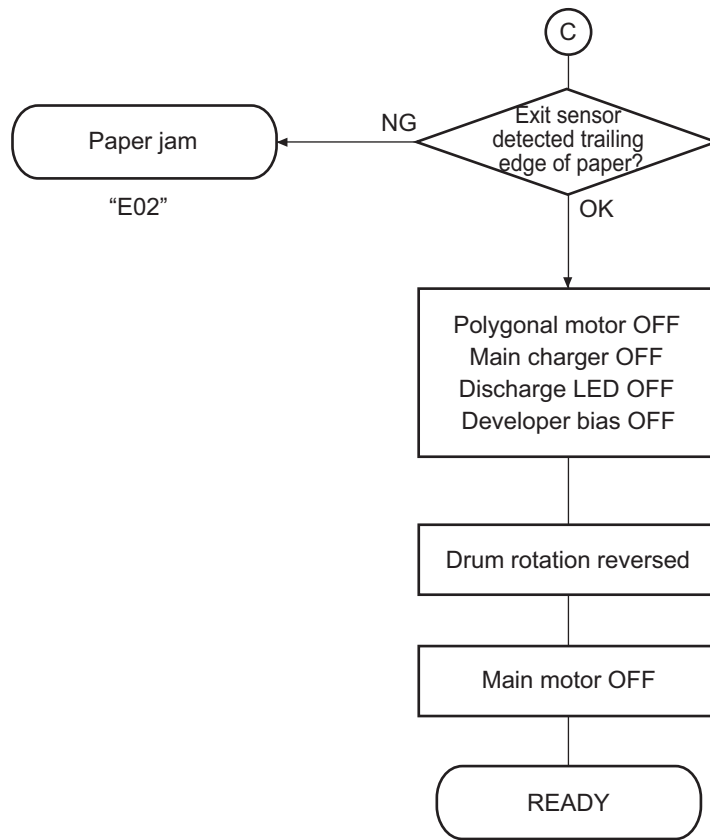 C
Exit sensor
detected trailing
edge of paper?
NG
Paper jam
“E02”
OK
Polygonal motor OFF
Main charger OFF
Discharge LED OFF
Developer bias OFF
Drum rotation reversed
Main motor OFF
READY